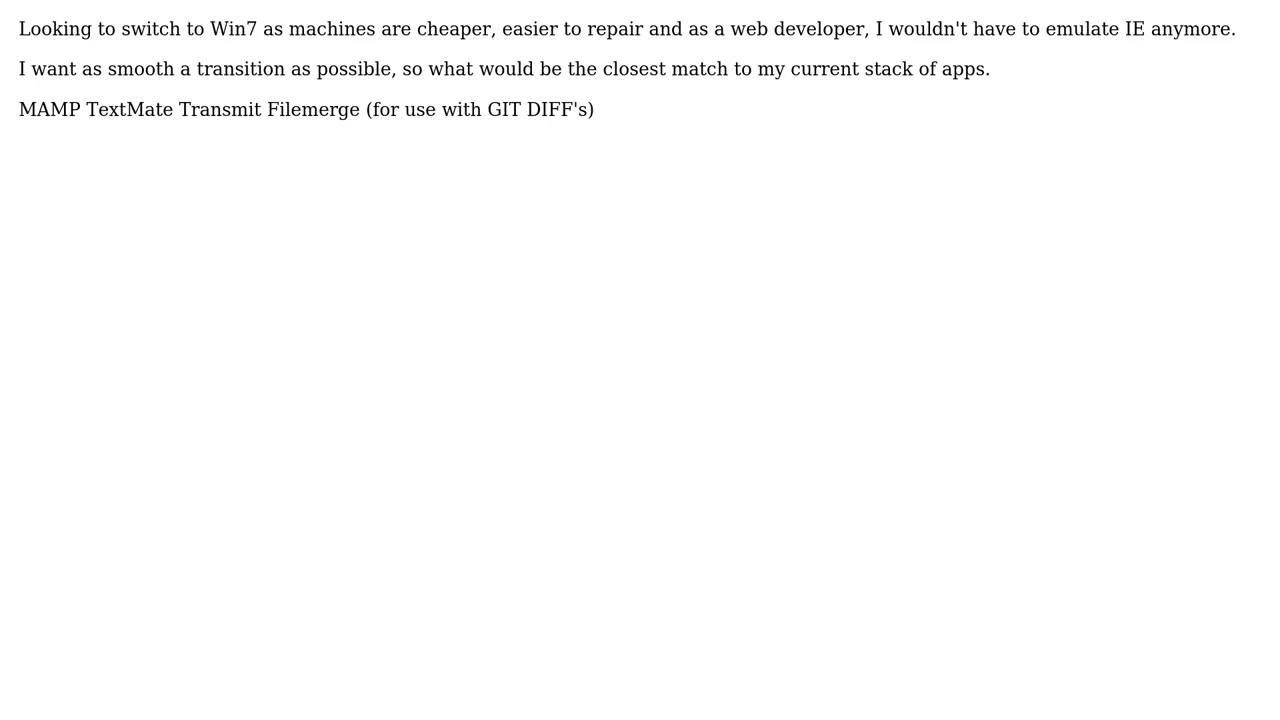 Looking to switch to Win7 as machines are cheaper, easier to repair and as a web developer, I wouldn't have to emulate IE anymore.
I want as smooth a transition as possible, so what would be the closest match to my current stack of apps.
MAMP TextMate Transmit Filemerge (for use with GIT DIFF's)